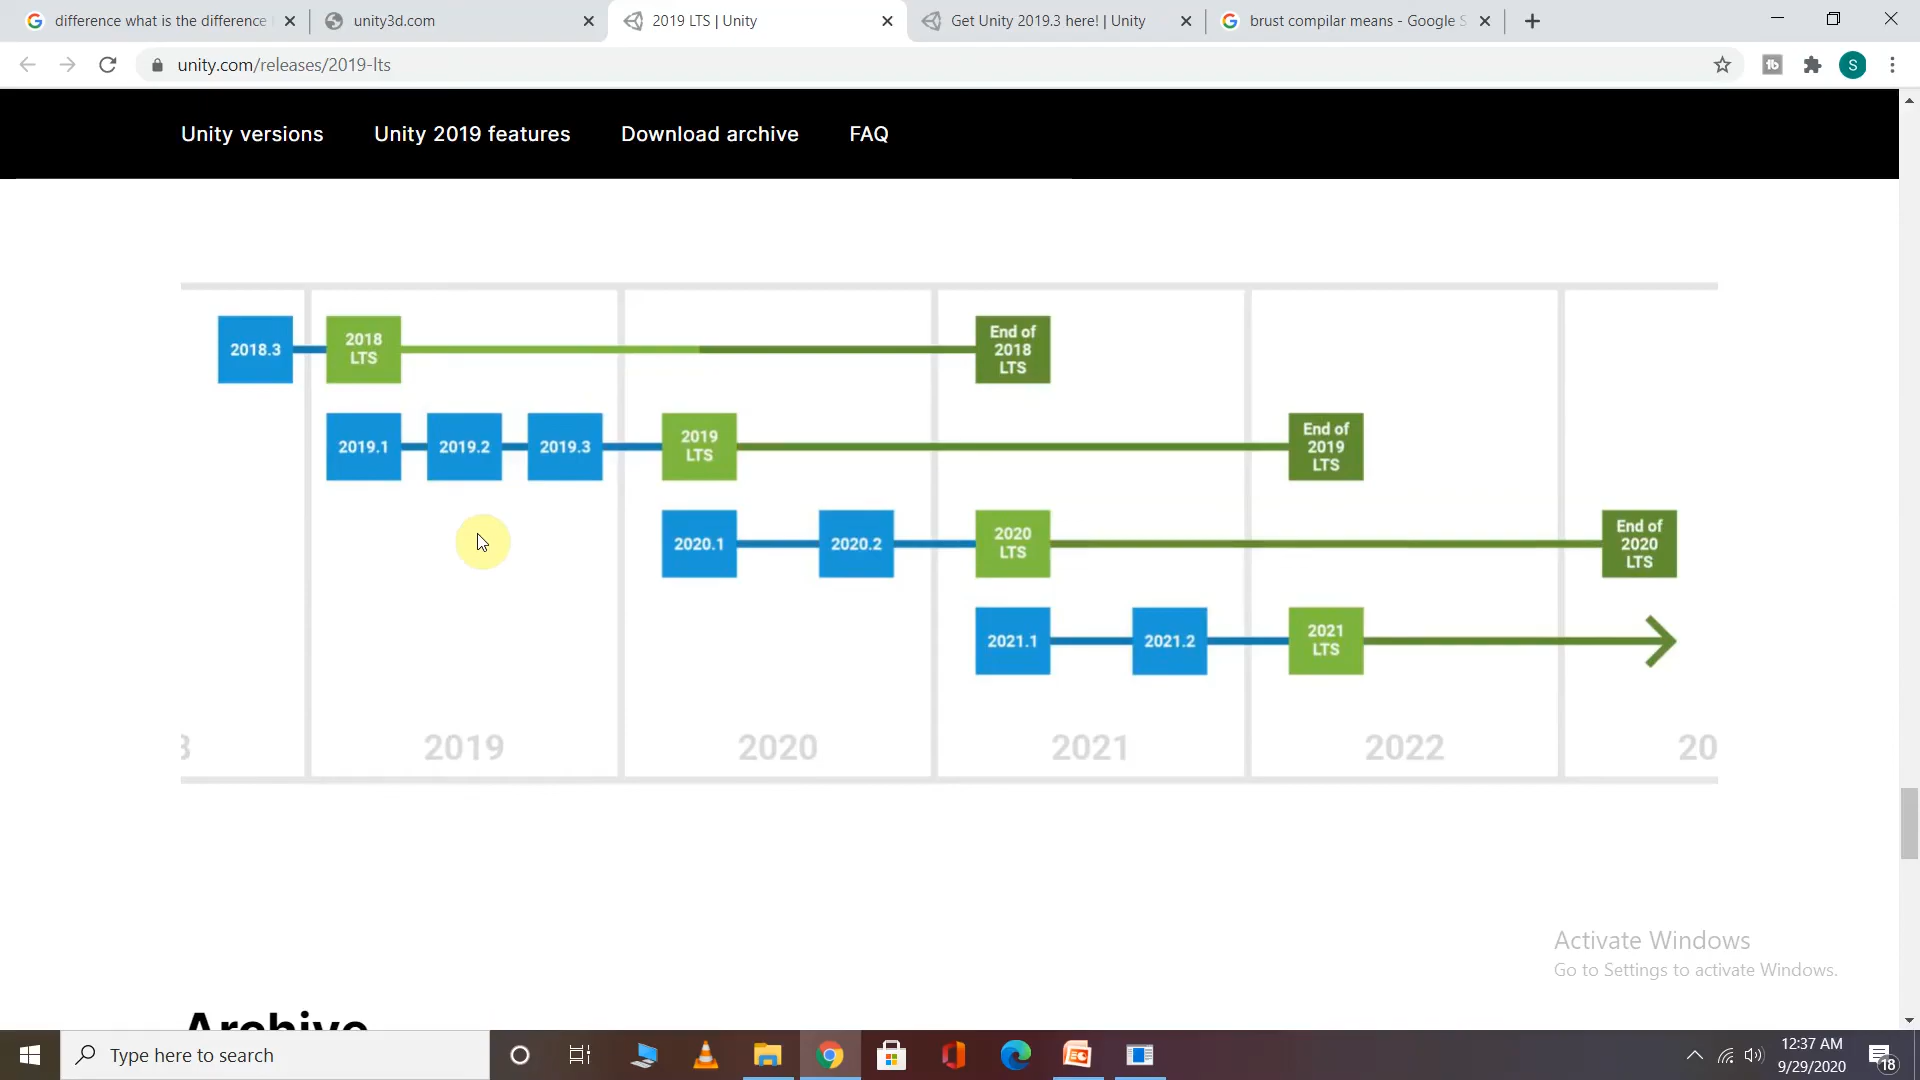 difference what is the difference
unity3d.com
2019 LTS | Unity
Get Unity 2019.3 here! | Unity
brust compilar means - Google S
unity.com/releases/2019-lts
S
Unity versions
Unity 2019 features
Download archive
FAQ
2018.3
2018
LTS
End of
2018
LTS
2019.1
2019.2
2019.3
2019
LTS
End of
2019
LTS
2020.1
2020.2
2020
LTS
End of
2020
LTS
2021.1
2021.2
2021
LTS
3
2019
2020
2021
2022
20
Activate Windows
Go to Settings to activate Windows.
Archive
Type here to search
12:37 AM
9/29/2020
18